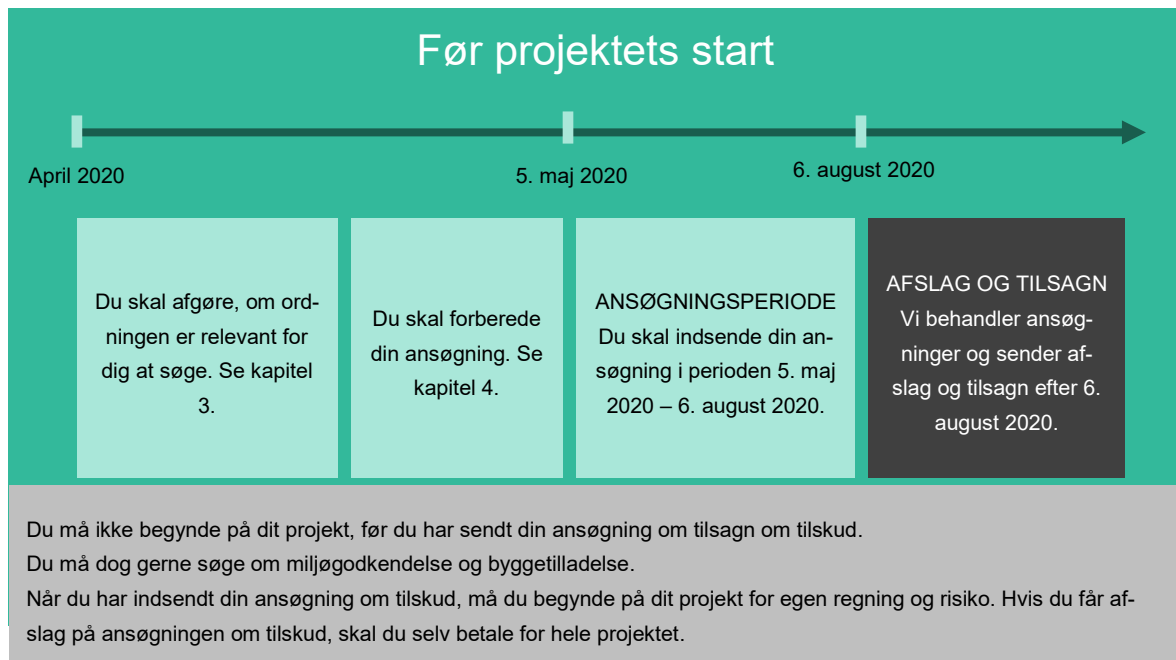 Før projektets start
April 2020
5. maj 2020
6. august 2020
Du skal afgøre, om ord-
ningen er relevant for
dig at søge. Se kapitel
3.
Du skal forberede
din ansøgning. Se
kapitel 4.
ANSØGNINGSPERIODE
Du skal indsende din an-
søgning i perioden 5. maj
2020 – 6. august 2020.
AFSLAG OG TILSAGN
Vi behandler ansøg-
ninger og sender af-
slag og tilsagn efter 6.
august 2020.
Du må ikke begynde på dit projekt, før du har sendt din ansøgning om tilsagn om tilskud.
Du må dog gerne søge om miljøgodkendelse og byggetilladelse.
Når du har indsendt din ansøgning om tilskud, må du begynde på dit projekt for egen regning og risiko. Hvis du får af-
slag på ansøgningen om tilskud, skal du selv betale for hele projektet.